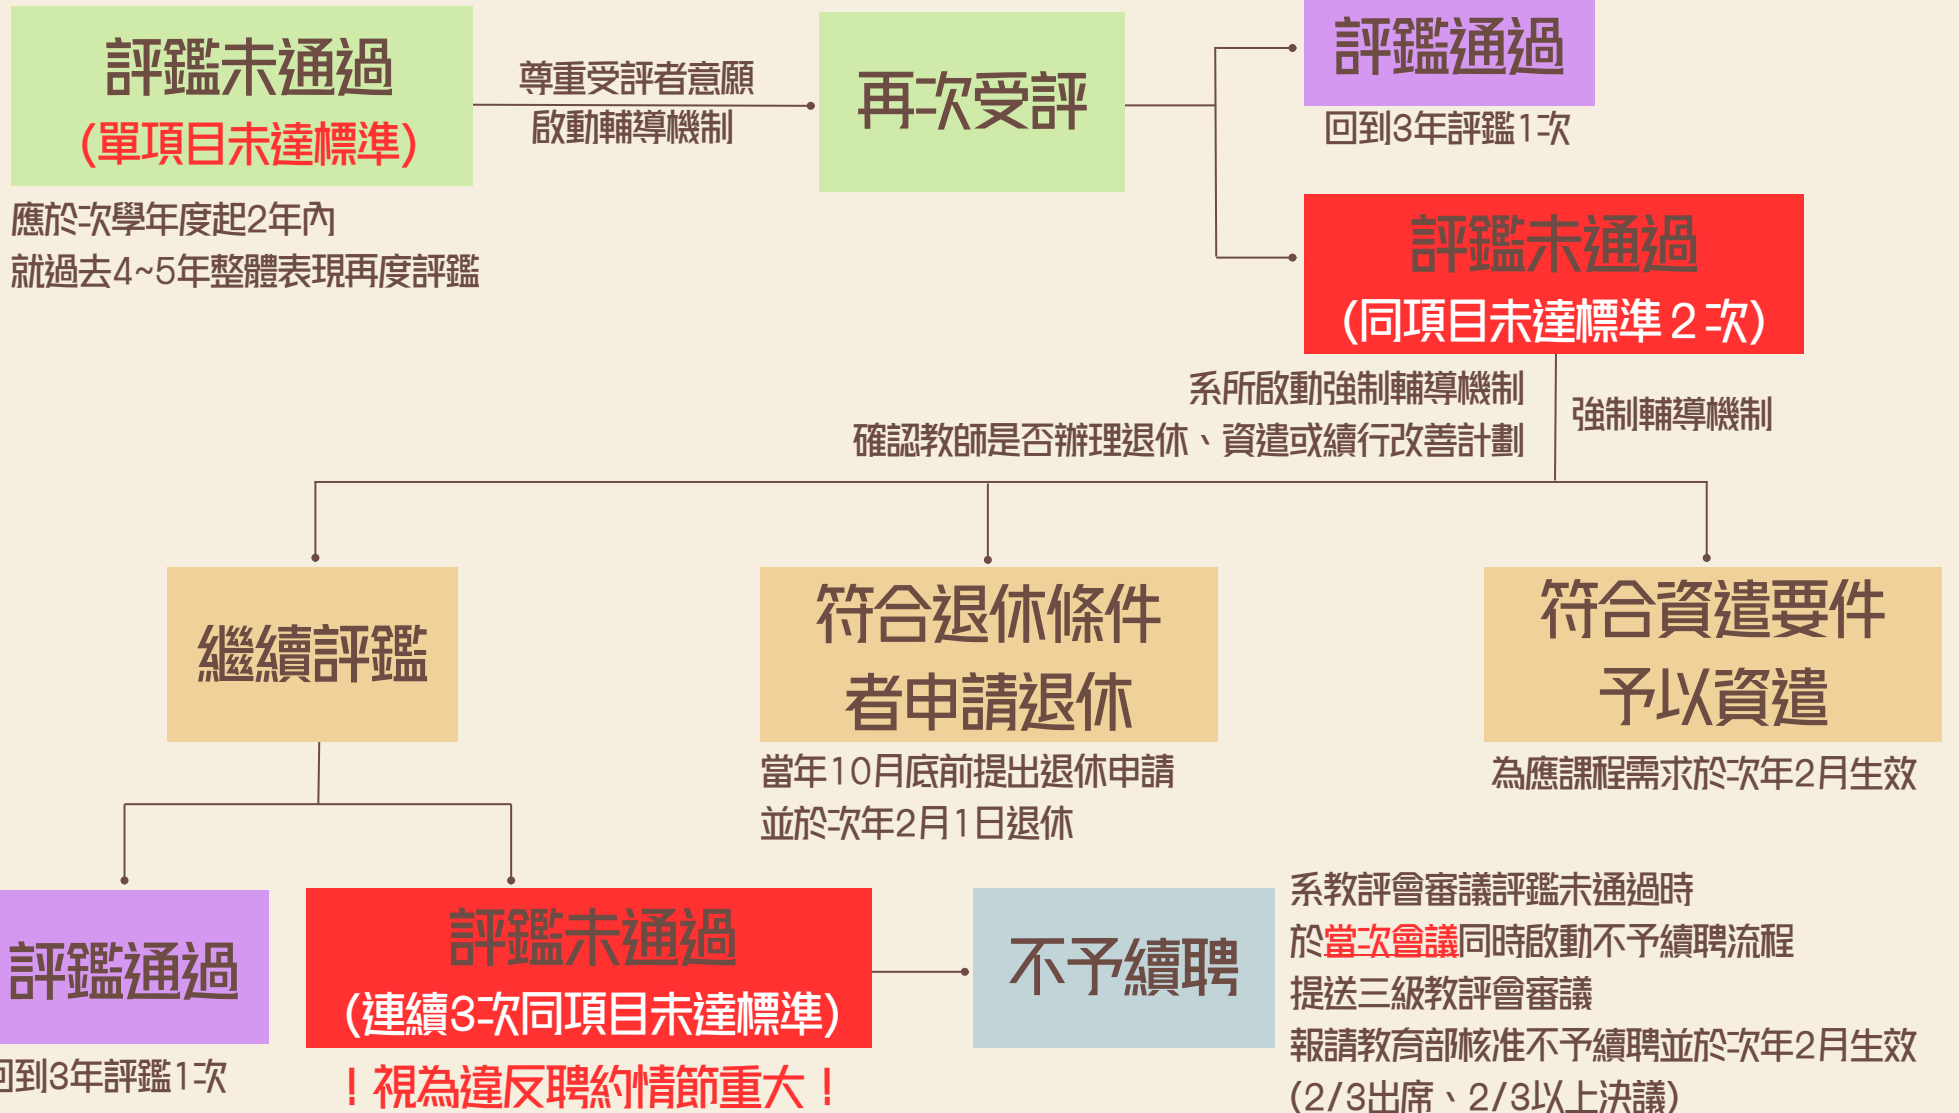 評鑑未通過
(單項目未達標準)
應於次學年度起2年內
就過去4~5年整體表現再度評鑑
尊重受評者意願
啟動輔導機制
再次受評
評鑑通過
回到3年評鑑1次
評鑑未通過
(同項目未達標準2次)
系所啟動強制輔導機制
確認教師是否辦理退休、資遣或續行改善計劃
強制輔導機制
繼續評鑑
符合退休條件
者申請退休
當年10月底前提出退休申請
並於次年2月1日退休
符合資遣要件
予以資遣
為應課程需求於次年2月生效
評鑑通過
回到3年評鑑1次
評鑑未通過
(連續3次同項目未達標準)
！視為違反聘約情節重大！
不予續聘
系教評會審議評鑑未通過時
於當次會議同時啟動不予續聘流程
提送三級教評會審議
報請教育部核准不予續聘並於次年2月生效
(2/3出席、2/3以上決議)